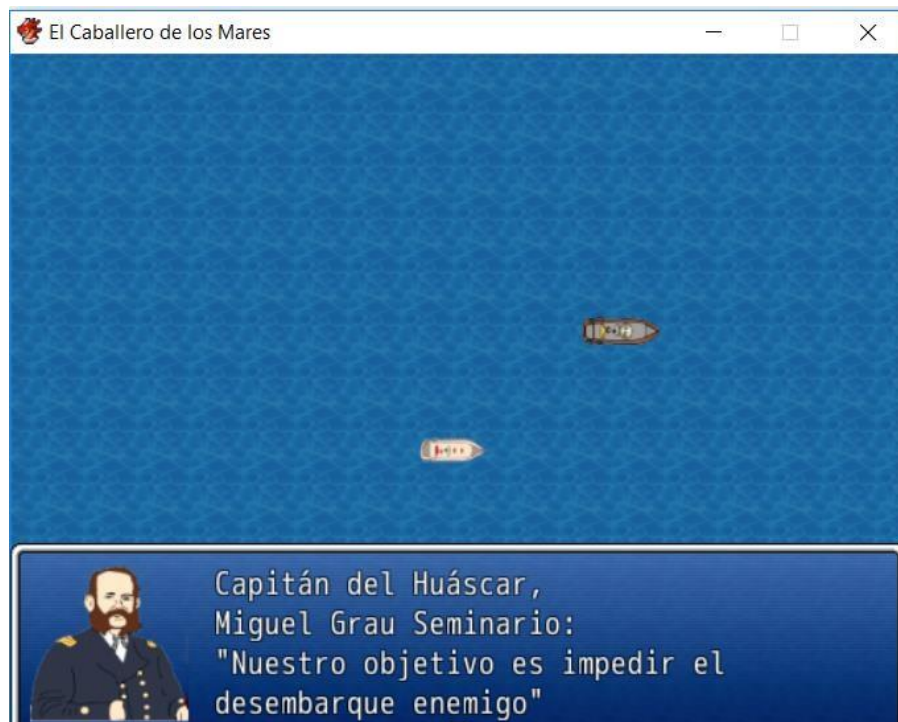 El Caballero de los Mares
Capitán del Huáscar,
Miguel Grau Seminario:
"Nuestro objetivo es impedir el
desembarque enemigo"